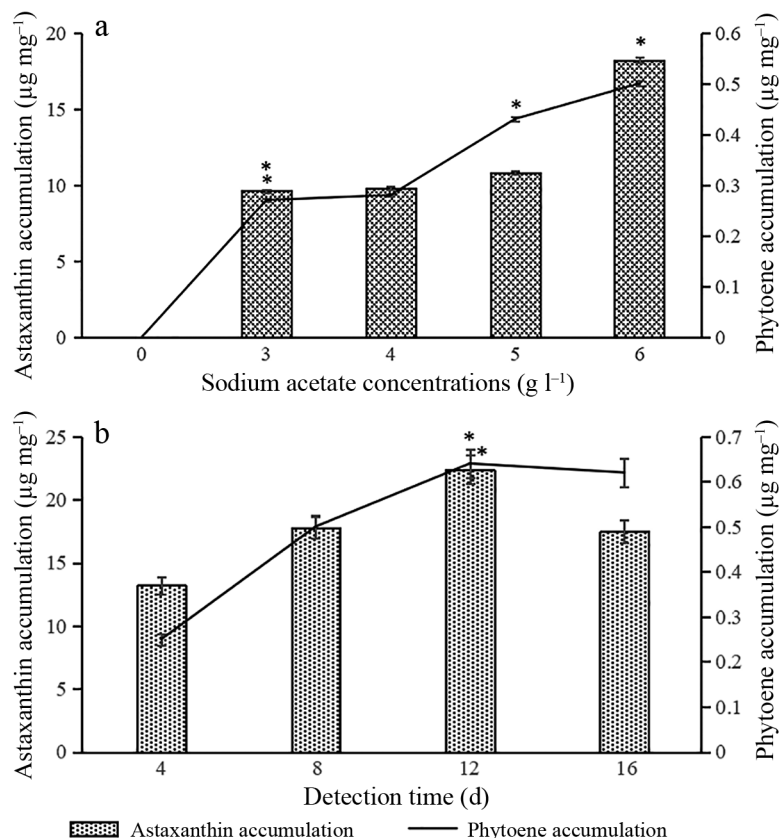 a
Astaxanthin accumulation (µg mg⁻¹)
20
15
10
5
0
* * * *
0.6
0.5
0.4
0.3
0.2
0.1
0
Phytoene accumulation (µg mg⁻¹)
0 3 4 5 6
Sodium acetate concentrations (g l⁻¹)
b
Astaxanthin accumulation (µg mg⁻¹)
25
20
15
10
5
0
* *
0.7
0.6
0.5
0.4
0.3
0.2
0.1
0
Phytoene accumulation (µg mg⁻¹)
4 8 12 16
Detection time (d)
Astaxanthin accumulation Phytoene accumulation